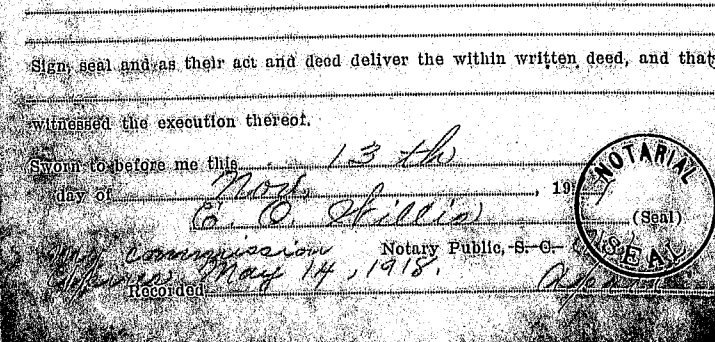 Sign, seal and as their act and deed deliver the within written deed, and that
witnessed the execution thereof.
Sworn to before me this 13th
day of Nov. , 19
E. O. Willis (Seal)
My commission Notary Public, S. C.
expires May 14, 1918.
Recorded
NOTARIAL
SEAL